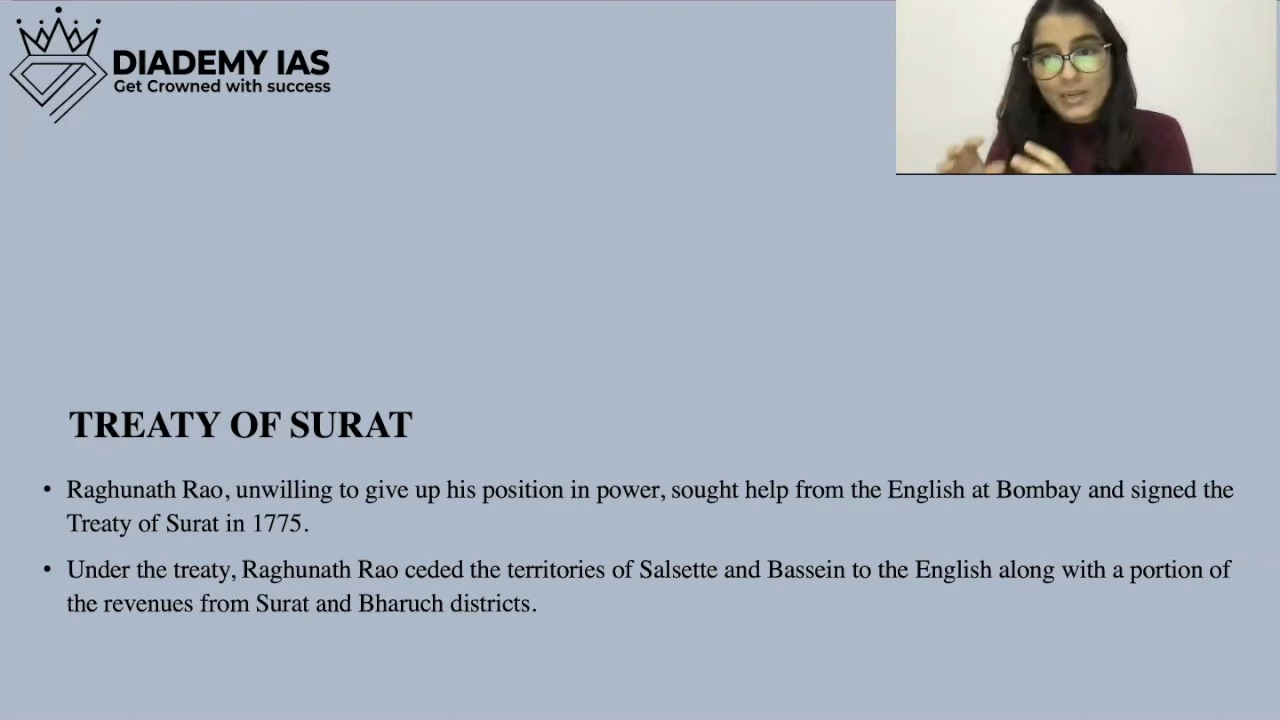 DIADEMY IAS
Get Crowned with success
TREATY OF SURAT
• Raghunath Rao, unwilling to give up his position in power, sought help from the English at Bombay and signed the
Treaty of Surat in 1775.
• Under the treaty, Raghunath Rao ceded the territories of Salsette and Bassein to the English along with a portion of
the revenues from Surat and Bharuch districts.